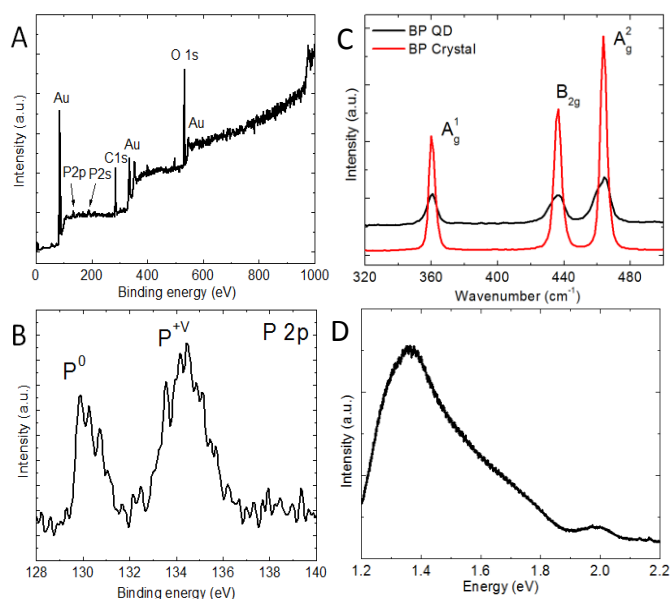 A
Intensity (a.u.)
Au
P2p
P2s
C1s
Au
O 1s
Au
0 200 400 600 800 1000
Binding energy (eV)
C
Intensity (a.u.)
BP QD
BP Crystal
A¹g
B2g
A²g
320 360 400 440 480
Wavenumber (cm⁻¹)
B
Intensity (a.u.)
P⁰
P⁺ⱽ
P 2p
128 130 132 134 136 138 140
Binding energy (eV)
D
Intensity (a.u.)
1.2 1.4 1.6 1.8 2.0 2.2
Energy (eV)